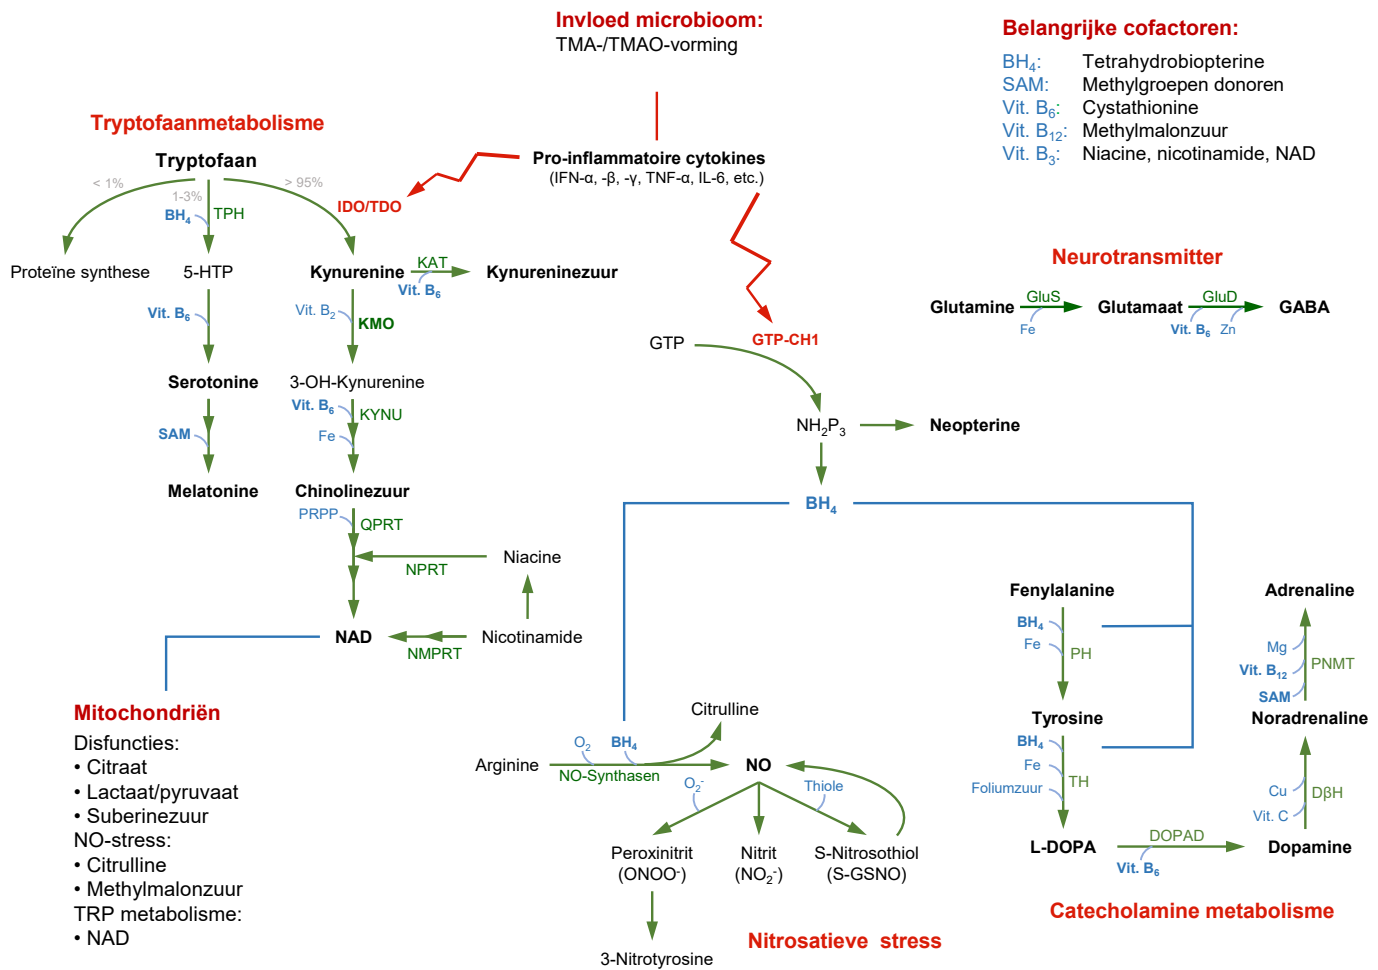 Invloed microbioom:
TMA-/TMAO-vorming
Belangrijke cofactoren:
BH₄: Tetrahydrobiopterine
SAM: Methylgroepen donoren
Vit. B₆: Cystathionine
Vit. B₁₂: Methylmalonzuur
Vit. B₃: Niacine, nicotinamide, NAD
Tryptofaanmetabolisme
Tryptofaan
< 1%
1-3%
> 95%
BH₄
TPH
IDO/TDO
Pro-inflammatoire cytokines
(IFN-α, -β, -γ, TNF-α, IL-6, etc.)
Proteïne synthese
5-HTP
Kynurenine
KAT
Vit. B₆
Kynureninezuur
Vit. B₆
Vit. B₂
KMO
Serotonine
3-OH-Kynurenine
Vit. B₆
KYNU
SAM
Fe
Melatonine
Chinolinezuur
PRPP
QPRT
NPRT
Niacine
NAD
NMPRT
Nicotinamide
Neurotransmitter
Glutamine
GluS
Fe
Glutamaat
GluD
Vit. B₆
Zn
GABA
GTP
GTP-CH1
NH₂P₃
Neopterine
BH₄
Mitochondriën
Disfuncties:
• Citraat
• Lactaat/pyruvaat
• Suberinezuur
NO-stress:
• Citrulline
• Methylmalonzuur
TRP metabolisme:
• NAD
Citrulline
Arginine
O₂
BH₄
NO-Synthasen
NO
O₂⁻
Thiole
Peroxinitrit
(ONOO⁻)
Nitrit
(NO₂⁻)
S-Nitrosothiol
(S-GSNO)
3-Nitrotyrosine
Nitrosatieve stress
Fenylalanine
BH₄
Fe
PH
Tyrosine
BH₄
Fe
Foliumzuur
TH
L-DOPA
DOPAD
Vit. B₆
Dopamine
Cu
Vit. C
DβH
Noradrenaline
Mg
Vit. B₁₂
SAM
PNMT
Adrenaline
Catecholamine metabolisme